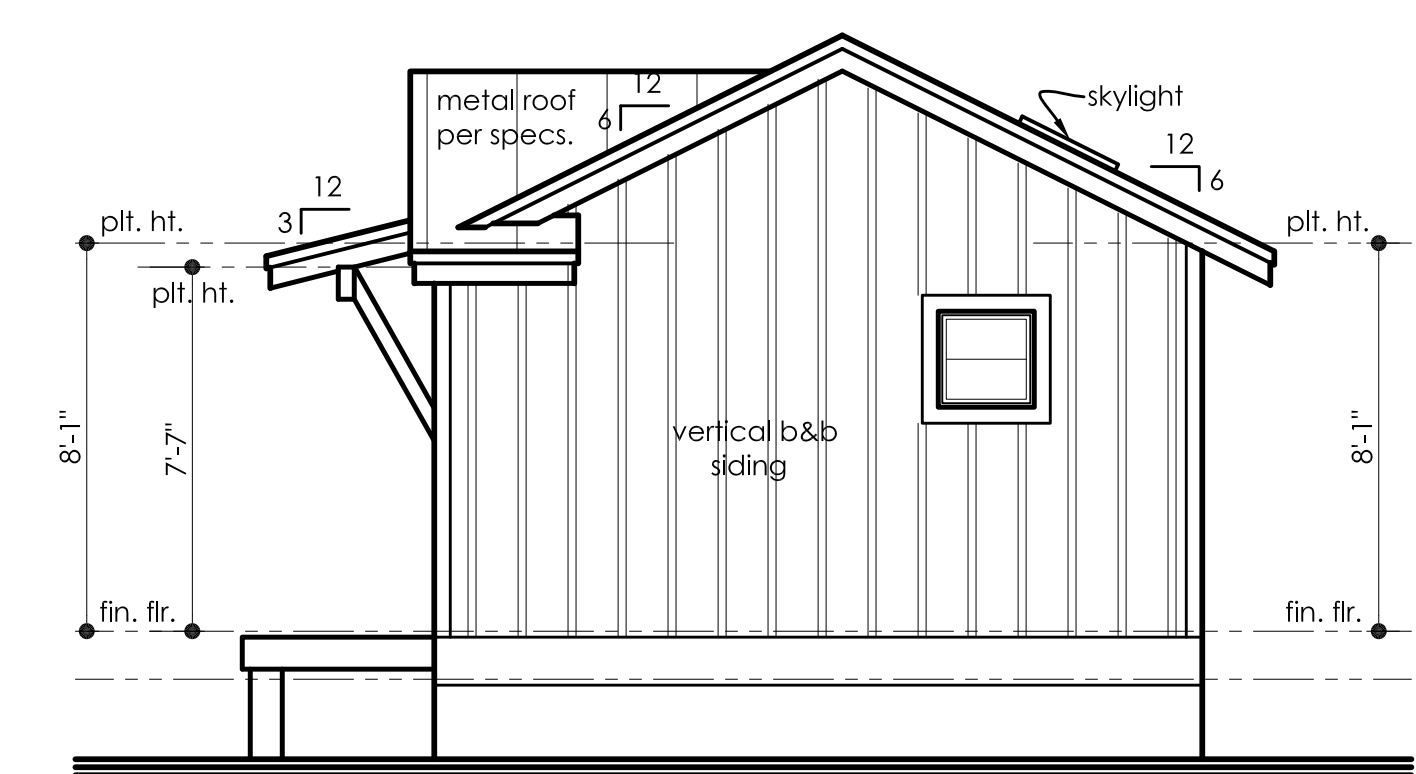 12
metal roof
per specs.
6
skylight
12
6
12
3
plt. ht.
plt. ht.
plt. ht.
8'-1"
7'-7"
vertical b&b
siding
8'-1"
fin. flr.
fin. flr.